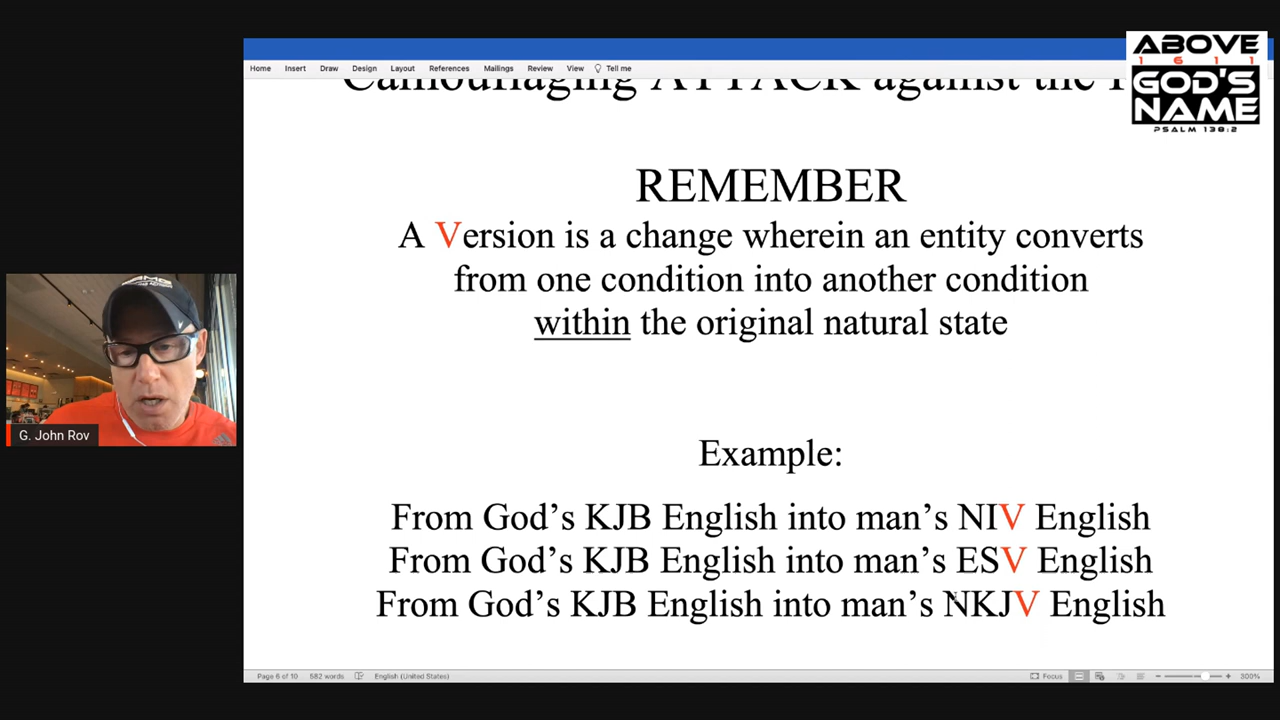 Home Insert Draw Design Layout References Mailings Review View Tell me
ABOVE
1611
GOD'S
NAME
PSALM 138:2
Camouflaging ATTACK against the
REMEMBER
A Version is a change wherein an entity converts
from one condition into another condition
within the original natural state
G. John Rov
Example:
From God’s KJB English into man’s NIV English
From God’s KJB English into man’s ESV English
From God’s KJB English into man’s NKJV English
Page 6 of 10 582 words English (United States) Focus 300%